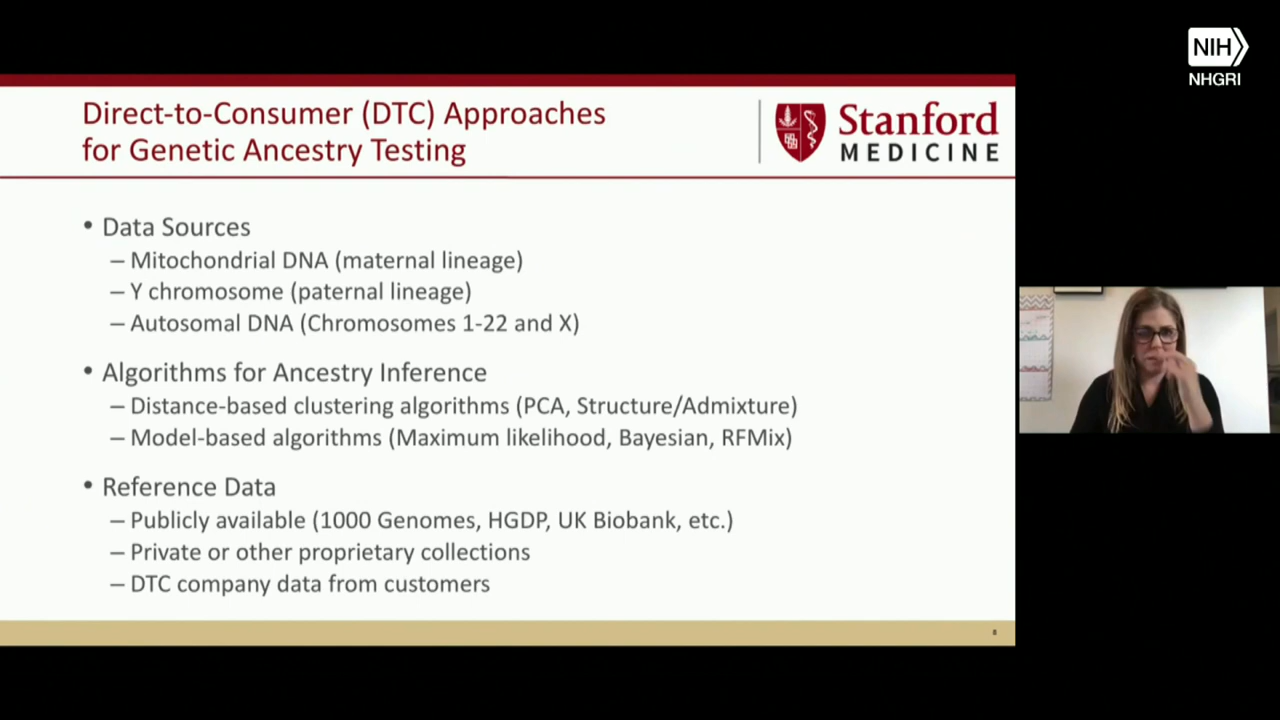 NIH
NHGRI
Direct-to-Consumer (DTC) Approaches
for Genetic Ancestry Testing
Stanford
MEDICINE
• Data Sources
– Mitochondrial DNA (maternal lineage)
– Y chromosome (paternal lineage)
– Autosomal DNA (Chromosomes 1-22 and X)
• Algorithms for Ancestry Inference
– Distance-based clustering algorithms (PCA, Structure/Admixture)
– Model-based algorithms (Maximum likelihood, Bayesian, RFMix)
• Reference Data
– Publicly available (1000 Genomes, HGDP, UK Biobank, etc.)
– Private or other proprietary collections
– DTC company data from customers
8